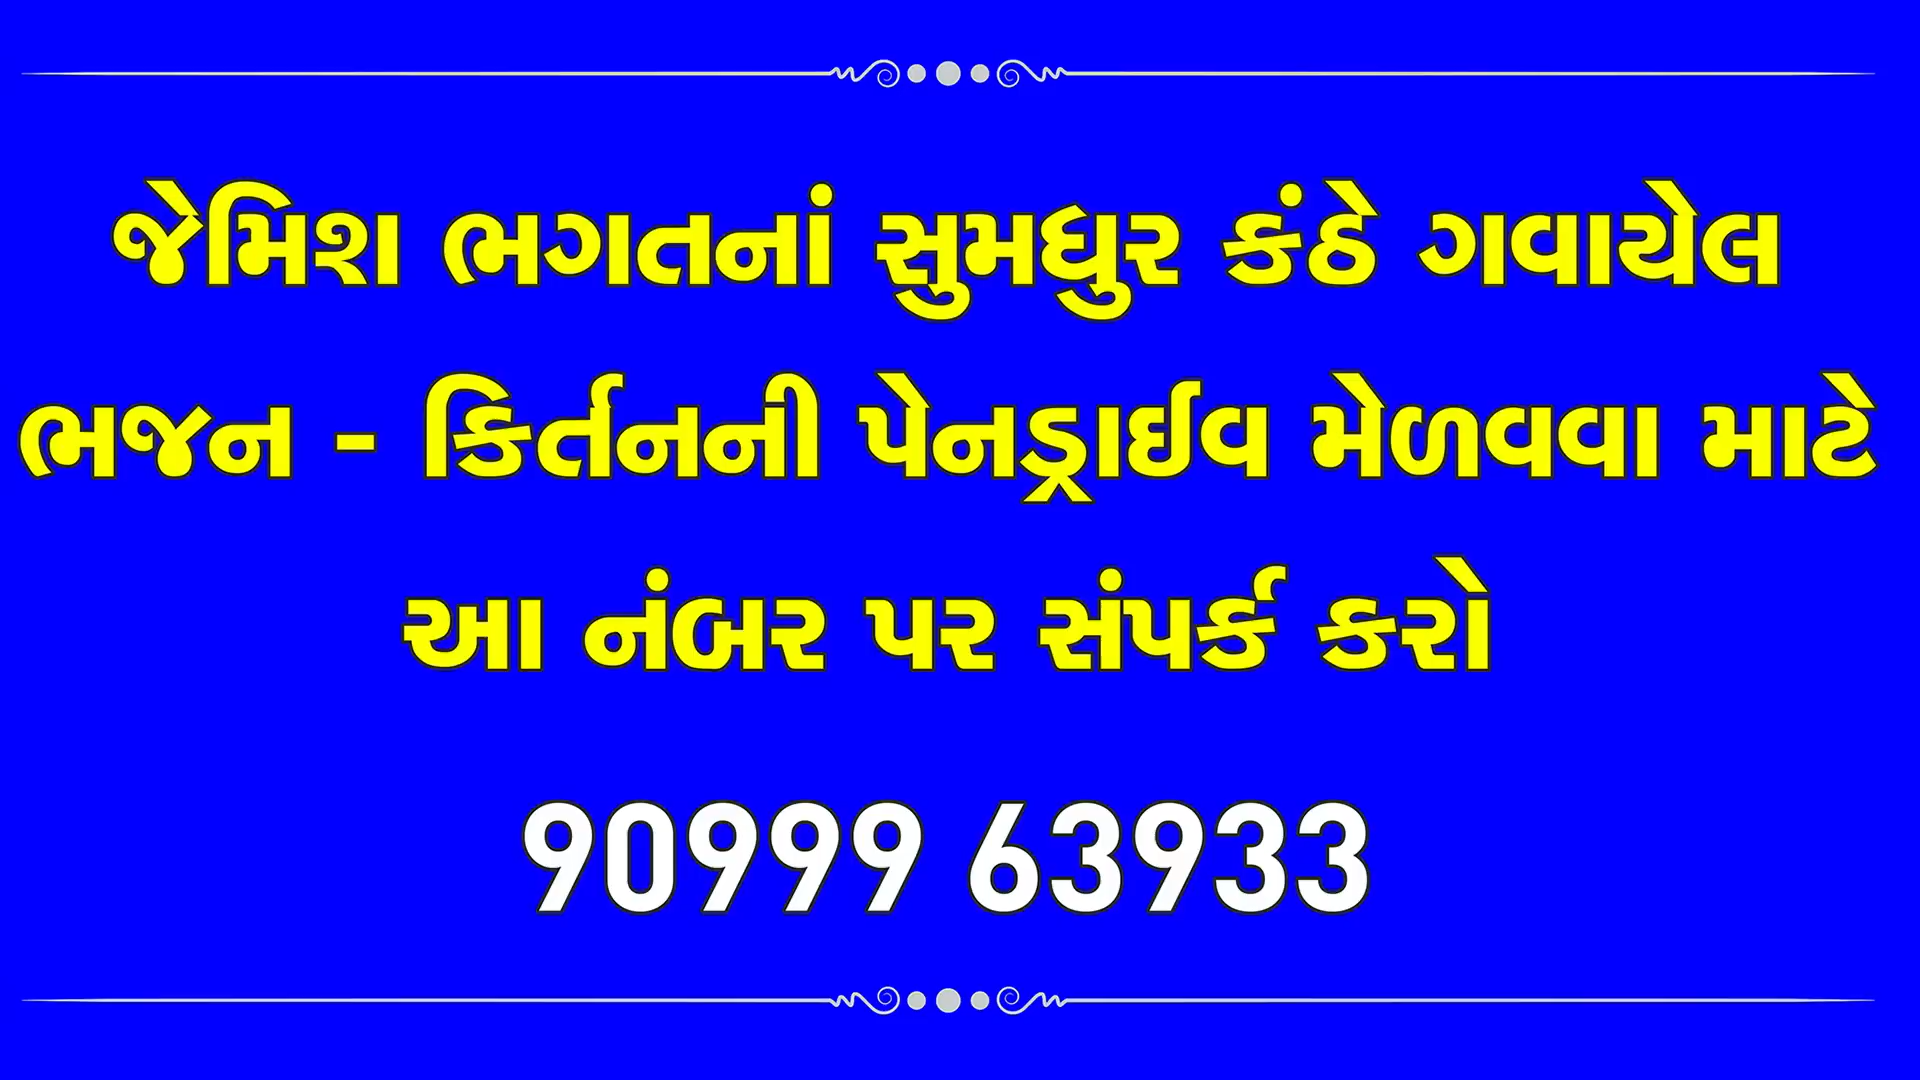 જેમિશ ભગતનાં સુમધુર કંઠે ગવાયેલ
ભજન - કિર્તનની પેનડ્રાઈવ મેળવવા માટે
આ નંબર પર સંપર્ક કરો
90999 63933